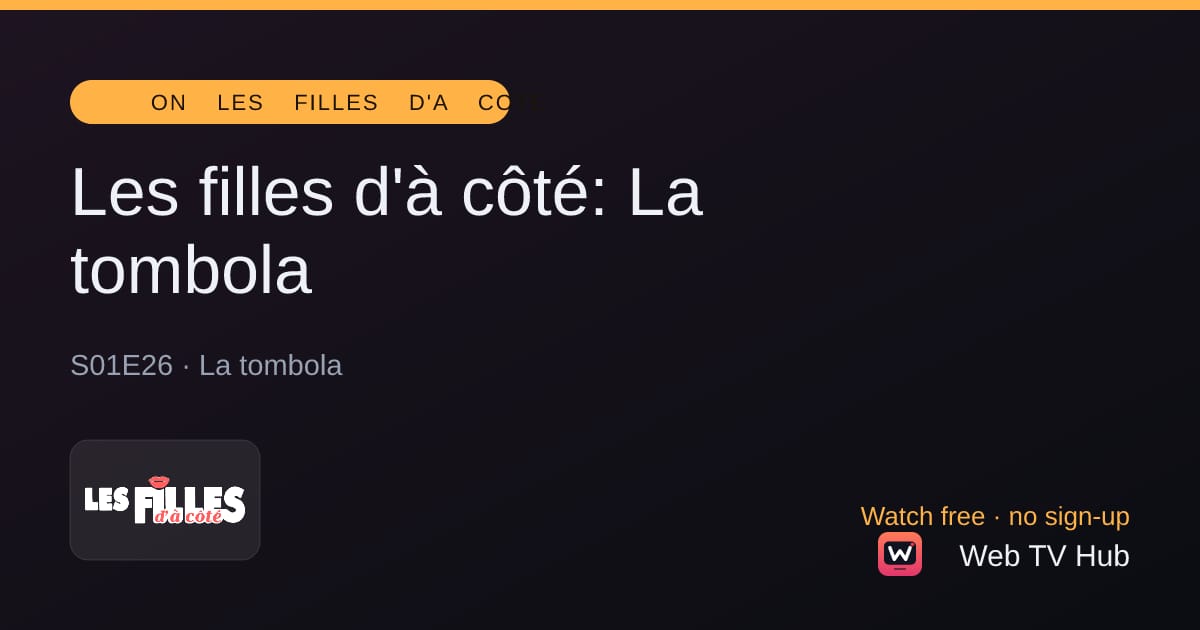 ON LES FILLES D'A CO
Les filles d'à côté: La
tombola
S01E26 · La tombola
LES FILLES
d'à côté
Watch free · no sign-up
W
Web TV Hub